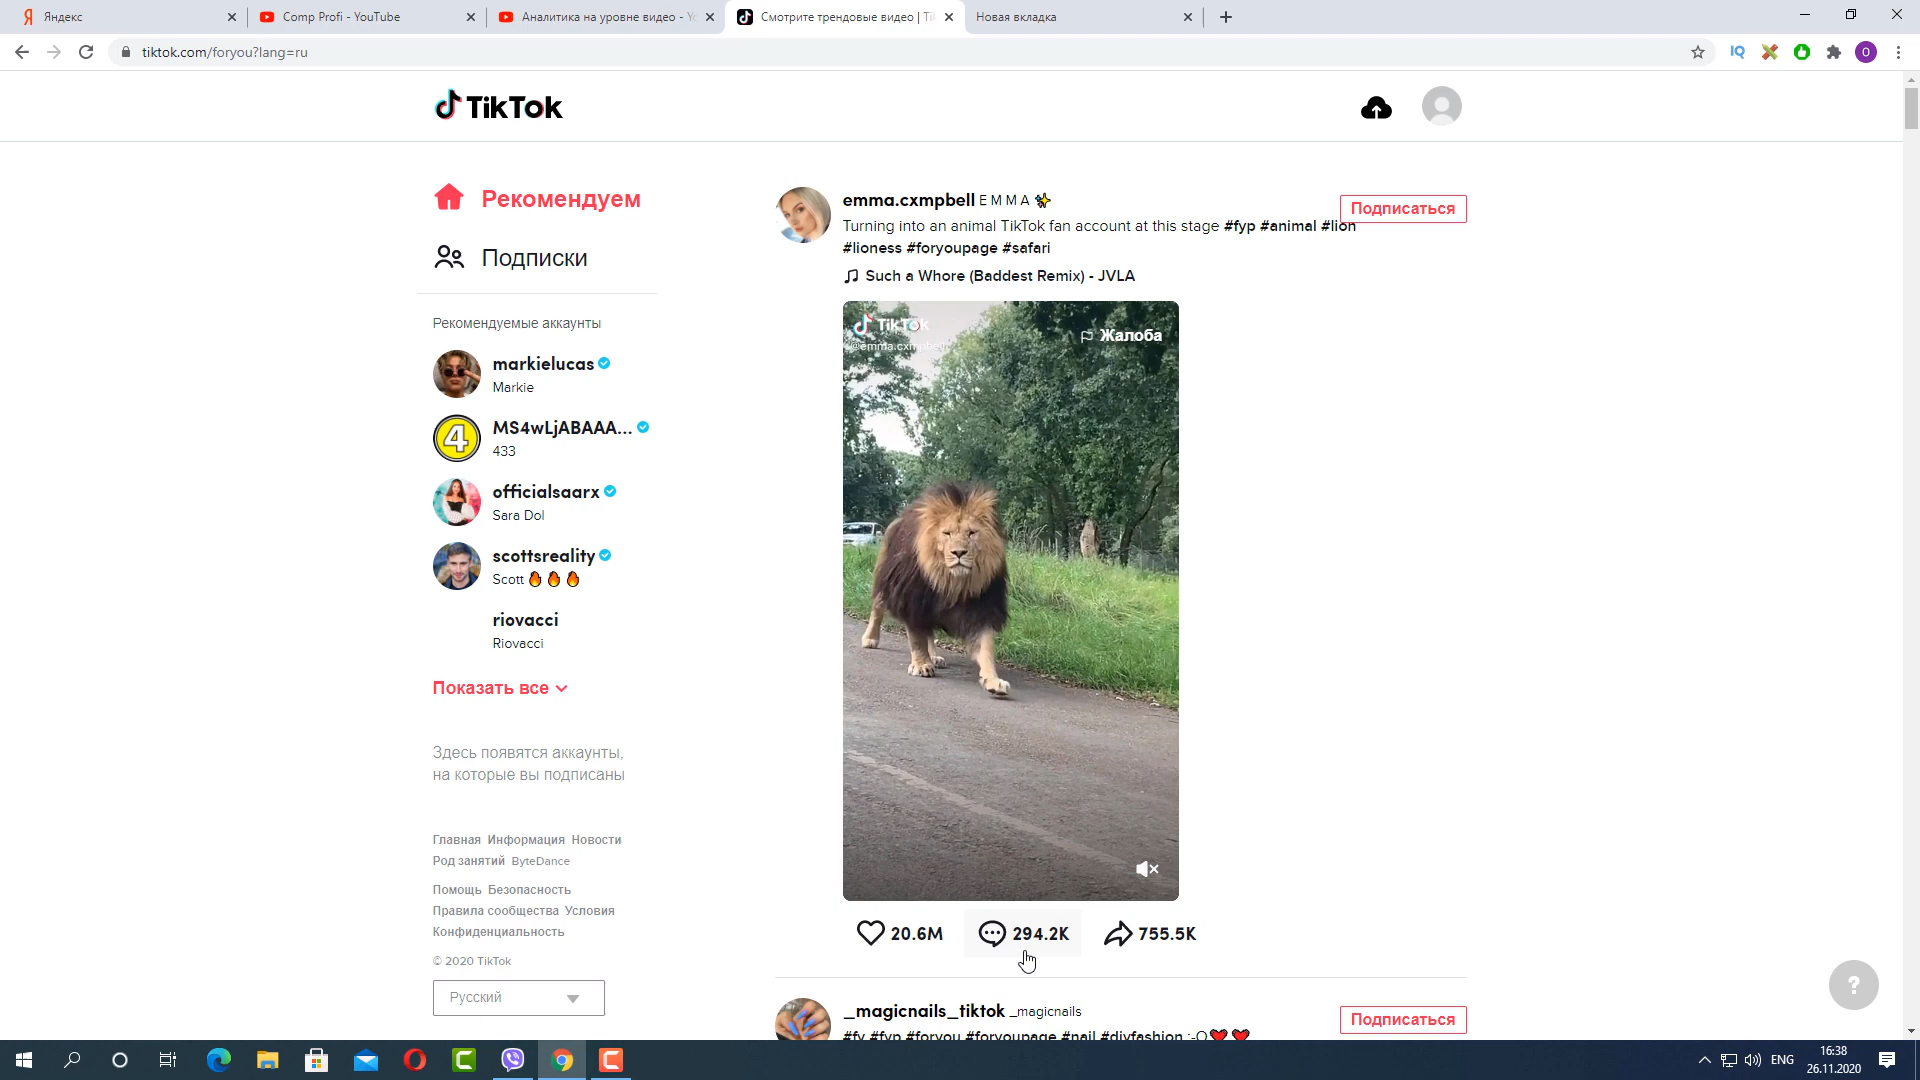 Яндекс
Comp Profi - YouTube
Аналитика на уровне видео - Yo
Смотрите трендовые видео | Ti
Новая вкладка
tiktok.com/foryou?lang=ru
IQ
O
TikTok
Рекомендуем
Подписки
Рекомендуемые аккаунты
markielucas
Markie
4
MS4wLjABAAA...
433
officialsaarx
Sara Dol
scottsreality
Scott 🔥🔥🔥
riovacci
Riovacci
Показать все
Здесь появятся аккаунты,
на которые вы подписаны
Главная Информация Новости
Род занятий ByteDance
Помощь Безопасность
Правила сообщества Условия
Конфиденциальность
© 2020 TikTok
Русский
emma.cxmpbell E M M A ✨
Подписаться
Turning into an animal TikTok fan account at this stage #fyp #animal #lion
#lioness #foryoupage #safari
Such a Whore (Baddest Remix) - JVLA
TikTok
@emma.cxmpbell
Жалоба
20.6M
294.2K
755.5K
_magicnails_tiktok _magicnails
Подписаться
#fy #fyp #foryou #foryoupage #nail #diyfashion :-O❤️❤️
?
ENG
16:38
26.11.2020